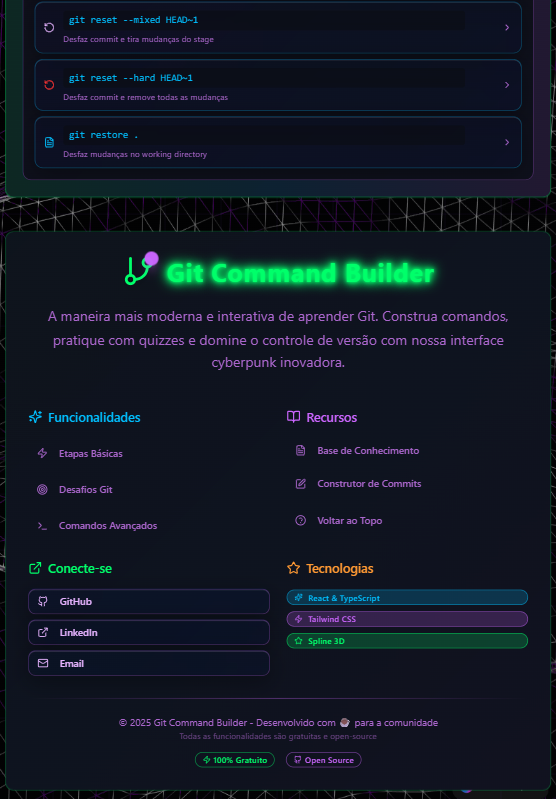 git reset --mixed HEAD~1
Desfaz commit e tira mudanças do stage
git reset --hard HEAD~1
Desfaz commit e remove todas as mudanças
git restore .
Desfaz mudanças no working directory
Git Command Builder
A maneira mais moderna e interativa de aprender Git. Construa comandos,
pratique com quizzes e domine o controle de versão com nossa interface
cyberpunk inovadora.
Funcionalidades
Etapas Básicas
Desafios Git
Comandos Avançados
Recursos
Base de Conhecimento
Construtor de Commits
Voltar ao Topo
Conecte-se
GitHub
LinkedIn
Email
Tecnologias
React & TypeScript
Tailwind CSS
Spline 3D
© 2025 Git Command Builder - Desenvolvido com para a comunidade
Todas as funcionalidades são gratuitas e open-source
100% Gratuito
Open Source